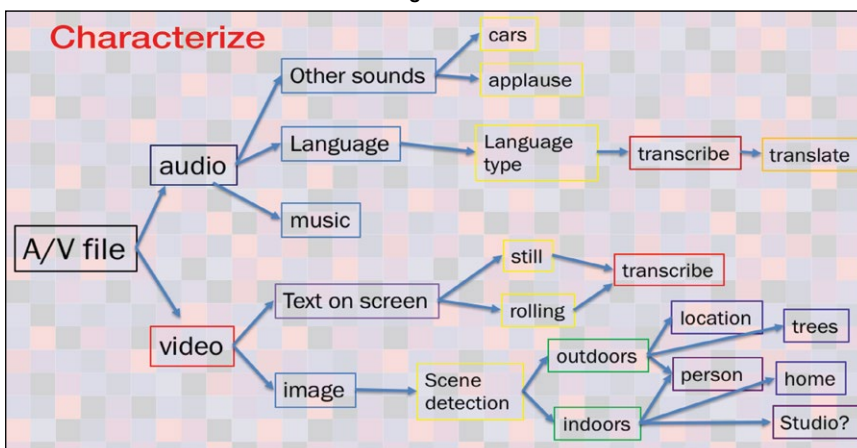 Characterize
cars
Other sounds
applause
Language
Language
type
transcribe
translate
audio
music
A/V file
still
Text on screen
transcribe
rolling
location
trees
video
outdoors
person
image
Scene
detection
home
indoors
Studio?